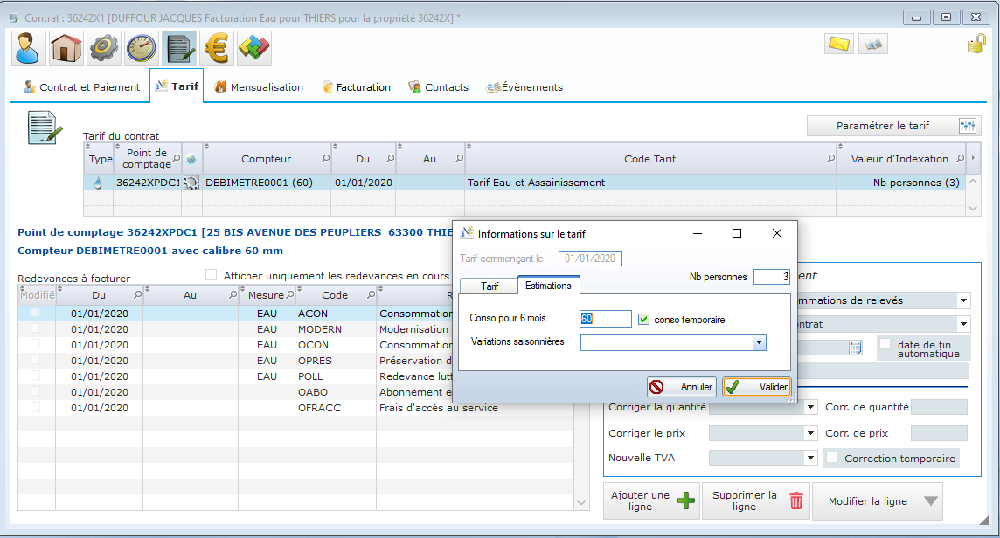 Contrat : 36242X1 [DUFFOUR JACQUES Facturation Eau pour THIERS pour la propriété 36242X] *
Contrat et Paiement Tarif Mensualisation Facturation Contacts Évènements
Paramétrer le tarif
Tarif du contrat
Type Point de comptage Compteur Du Au Code Tarif Valeur d'Indexation
36242XPDC1 DEBIMETRE0001 (60) 01/01/2020 Tarif Eau et Assainissement Nb personnes (3)
Point de comptage 36242XPDC1 [25 BIS AVENUE DES PEUPLIERS 63300 THIE
Compteur DEBIMETRE0001 avec calibre 60 mm
Redevances à facturer
Afficher uniquement les redevances en cours
Modifié Du Au Mesure Code R
01/01/2020 EAU ACON Consommation
01/01/2020 EAU MODERN Modernisation
01/01/2020 EAU OCON Consommation
01/01/2020 EAU OPRES Préservation d
01/01/2020 EAU POLL Redevance lutt
01/01/2020 OABO Abonnement e
01/01/2020 OFRACC Frais d'accès au service
Informations sur le tarif
Tarif commençant le 01/01/2020
Nb personnes 3
Tarif Estimations
Conso pour 6 mois 60 conso temporaire
Variations saisonnières
Annuler Valider
ent
mmations de relevés
ontrat
date de fin
automatique
Corriger la quantité Corr. de quantité
Corriger le prix Corr. de prix
Nouvelle TVA Correction temporaire
Ajouter une
ligne
Supprimer la
ligne
Modifier la ligne